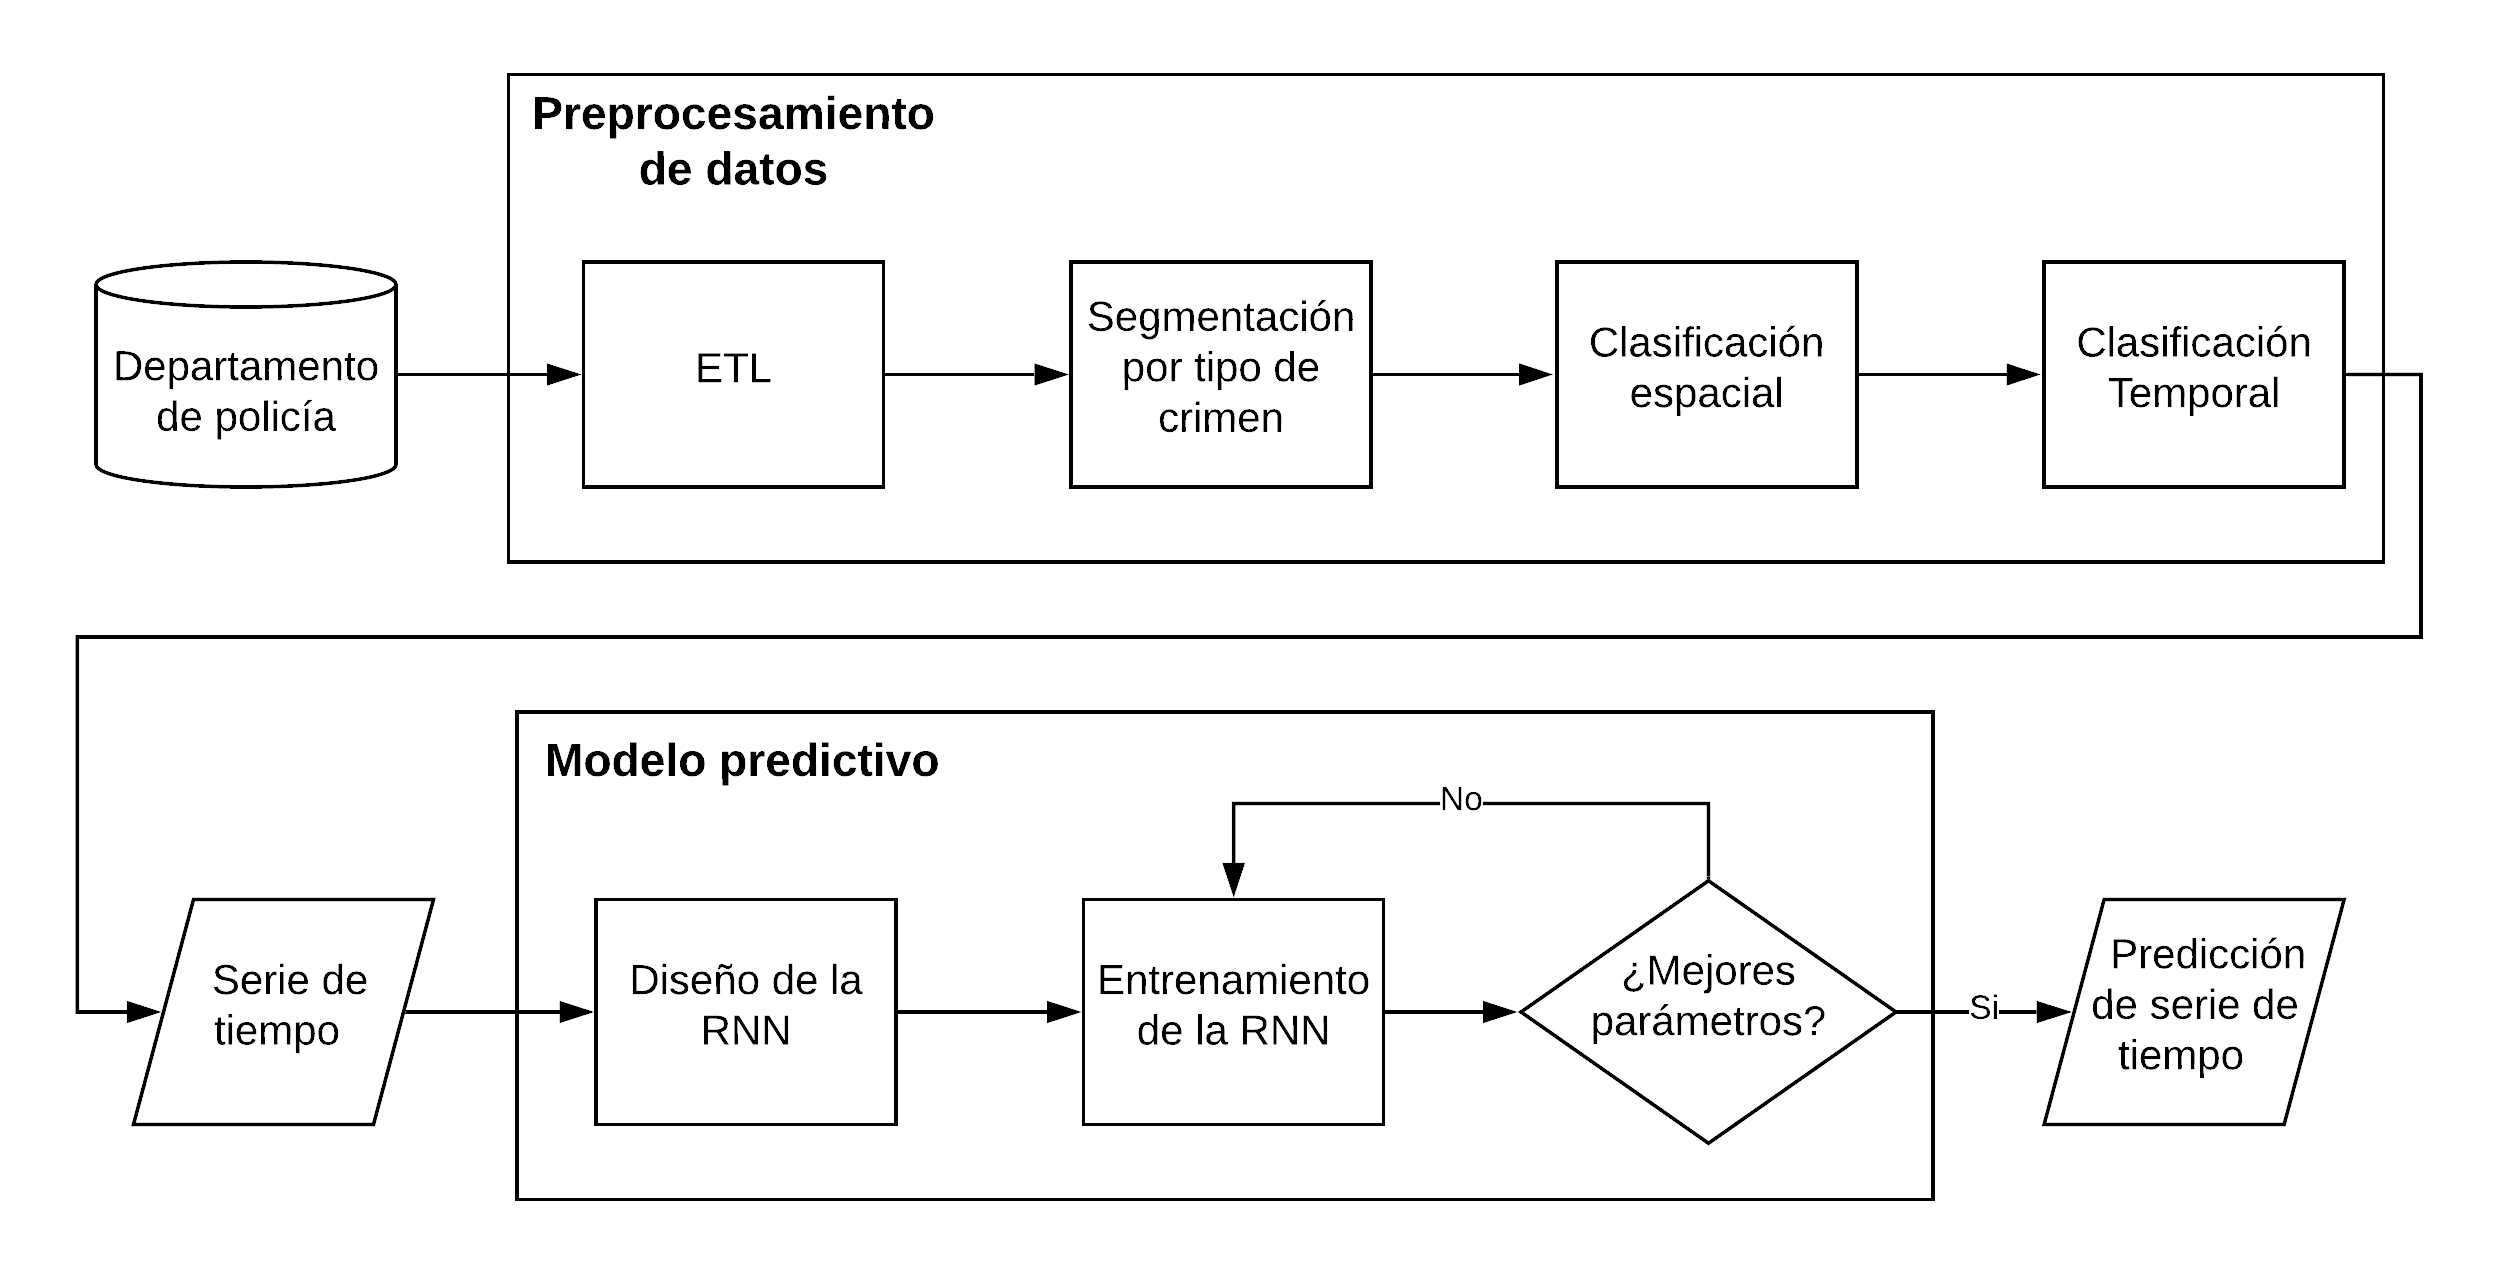 Preprocesamiento
de datos
Departamento
de policía
ETL
Segmentación
por tipo de
crimen
Clasificación
espacial
Clasificación
Temporal
Modelo predictivo
No
Serie de
tiempo
Diseño de la
RNN
Entrenamiento
de la RNN
¿Mejores
parámetros?
Si
Predicción
de serie de
tiempo